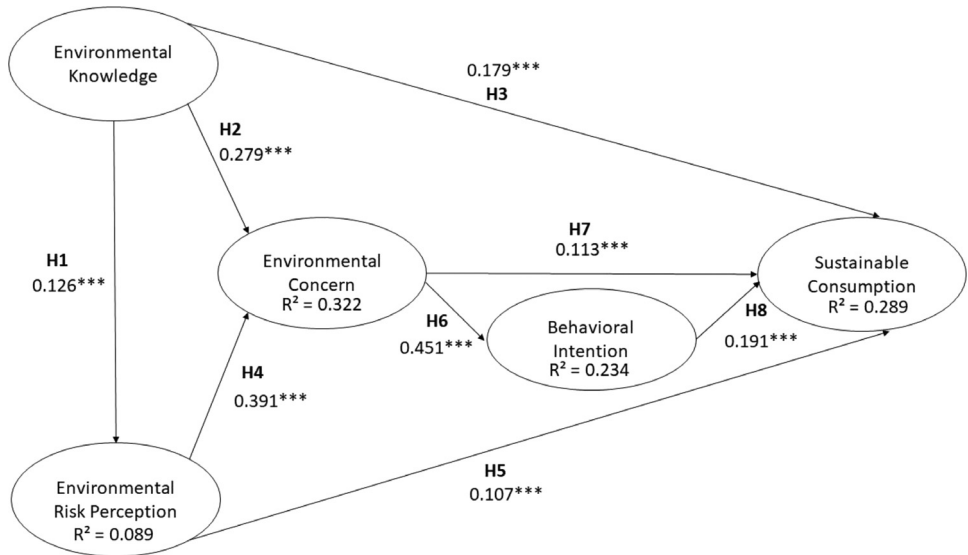 Environmental
Knowledge
0.179***
H3
H2
0.279***
H1
0.126***
Environmental
Concern
R² = 0.322
H7
0.113***
Sustainable
Consumption
R² = 0.289
H6
0.451***
Behavioral
Intention
R² = 0.234
H8
0.191***
H4
0.391***
H5
0.107***
Environmental
Risk Perception
R² = 0.089